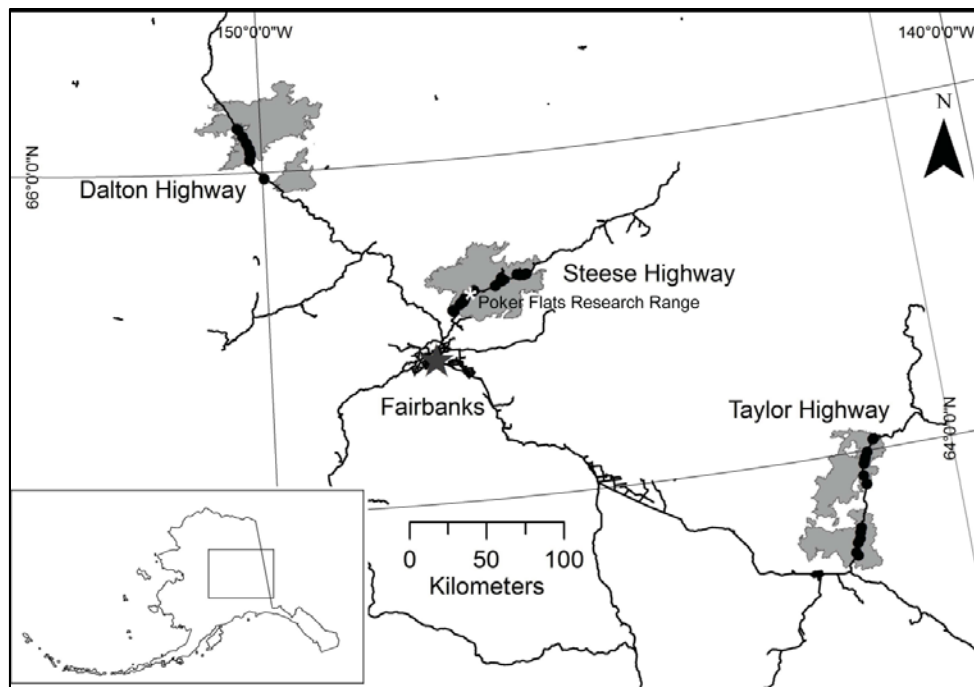 150°0'0"W
140°0'0"W
N
66°0'0"N
Dalton Highway
Steese Highway
Poker Flats Research Range
Fairbanks
Taylor Highway
64°0'0"N
0 50 100
Kilometers